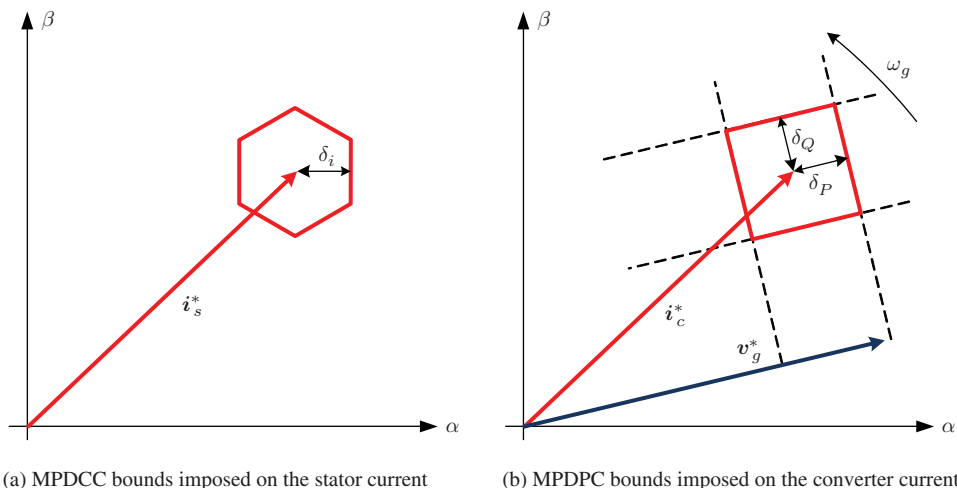 β
δ_i
i_s^*
α
(a) MPDCC bounds imposed on the stator current
β
ω_g
δ_Q
δ_P
i_c^*
v_g^*
α
(b) MPDPC bounds imposed on the converter current